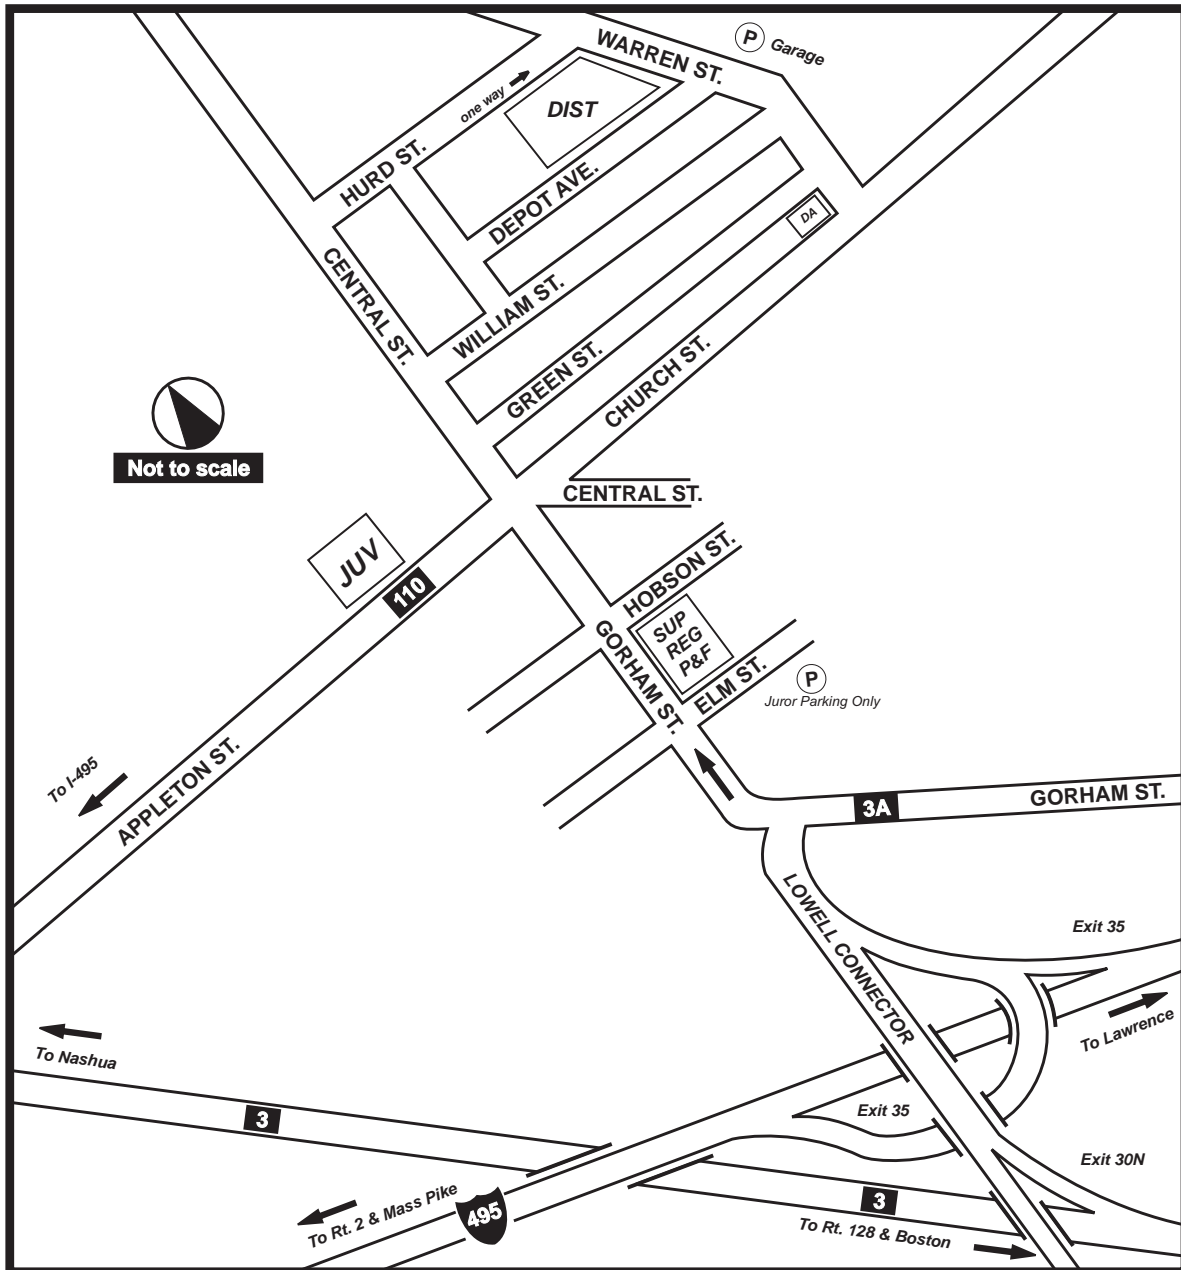 WARREN ST.
P
Garage
one way
DIST
HURD ST.
DEPOT AVE.
DA
CENTRAL ST.
WILLIAM ST.
GREEN ST.
CHURCH ST.
Not to scale
CENTRAL ST.
JUV
110
HOBSON ST.
SUP
REG
P&F
GORHAM ST.
ELM ST.
P
Juror Parking Only
To I-495
APPLETON ST.
3A
GORHAM ST.
LOWELL CONNECTOR
Exit 35
To Lawrence
To Nashua
3
Exit 35
Exit 30N
To Rt. 2 & Mass Pike
495
3
To Rt. 128 & Boston